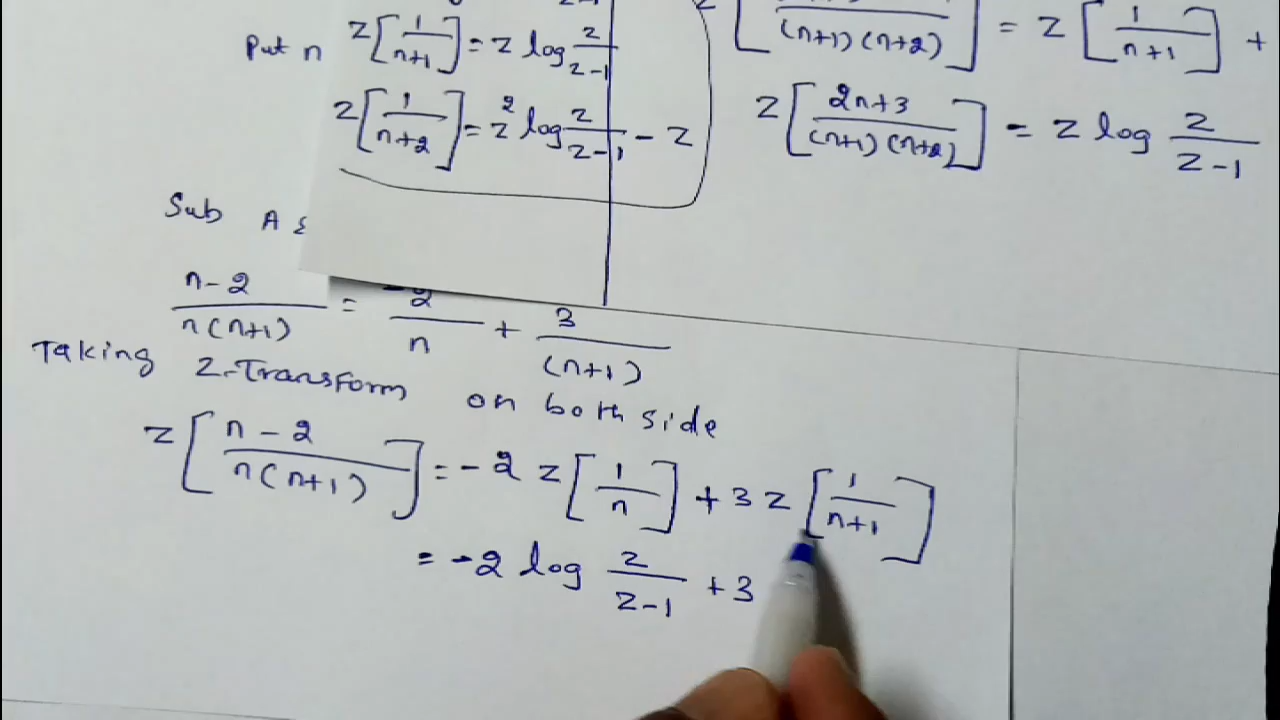 Put n
z[1/(n+1)] = z log z/(z-1)
z[1/(n+2)] = z² log z/(z-1) - z
(n+1)(n+2)] = z[1/(n+1)] +
z[(2n+3)/((n+1)(n+2))] = z log z/(z-1)
Sub A &
(n-2)/(n(n+1)) = -2/n + 3/(n+1)
Taking Z-Transform on both side
z[(n-2)/(n(n+1))] = -2 z[1/n] + 3 z[1/(n+1)]
= -2 log z/(z-1) + 3